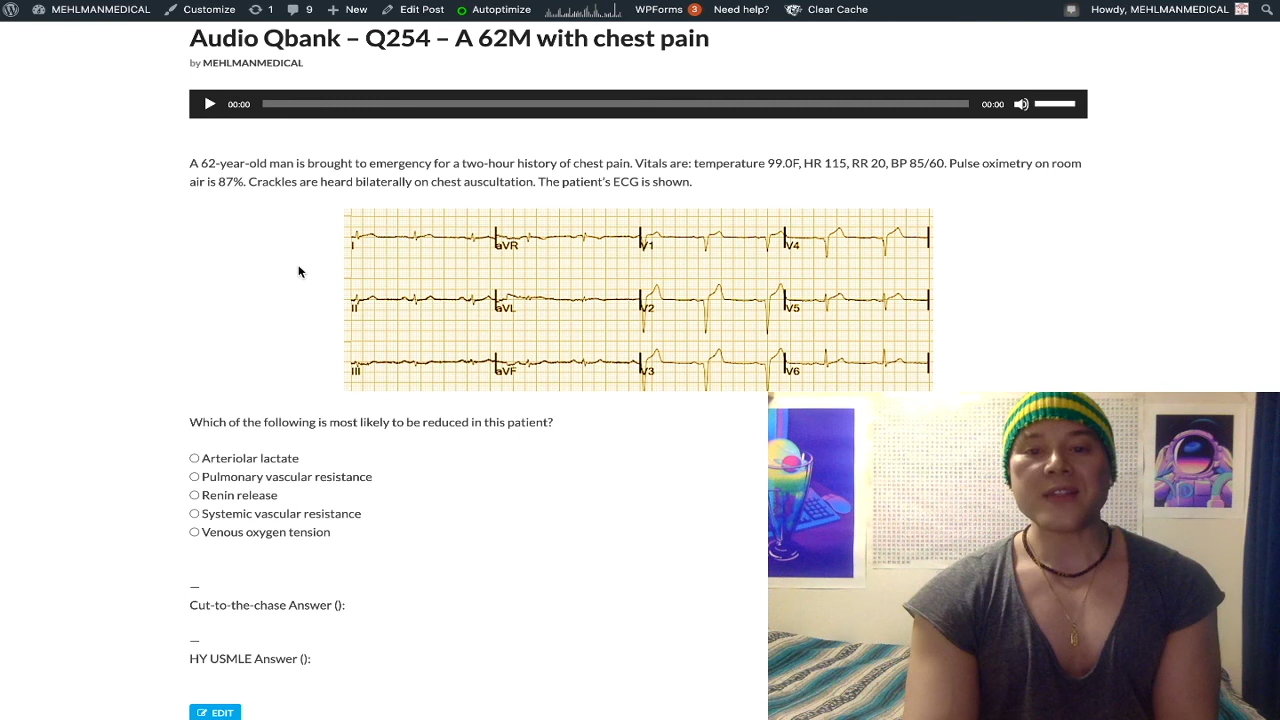 Customize 1 9 New Edit Post Autoptimize WPForms 3 Need help? Clear Cache Howdy, MEHLMANMEDICAL
Audio Qbank – Q254 – A 62M with chest pain
by MEHLMANMEDICAL
00:00 00:00
A 62-year-old man is brought to emergency for a two-hour history of chest pain. Vitals are: temperature 99.0F, HR 115, RR 20, BP 85/60. Pulse oximetry on room
air is 87%. Crackles are heard bilaterally on chest auscultation. The patient's ECG is shown.
I aVR V1 V4
II aVL V2 V5
III aVF V3 V6
Which of the following is most likely to be reduced in this patient?
Arteriolar lactate
Pulmonary vascular resistance
Renin release
Systemic vascular resistance
Venous oxygen tension
—
Cut-to-the-chase Answer ():
—
HY USMLE Answer ():
EDIT